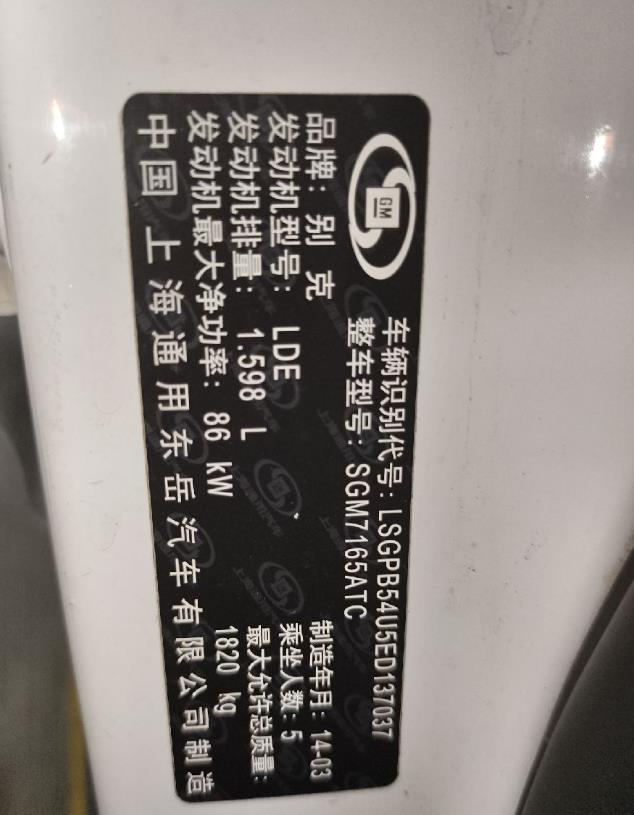 GM
车辆识别代号: LSGPB54U5ED137037
整车型号: SGM7165ATC
品牌: 别克
发动机型号: LDE
制造年月: 14-03
发动机排量: 1.598 L
乘坐人数: 5
发动机最大净功率: 86 kW
最大允许总质量:
1820 kg
中国 上海通用东岳汽车有限公司制造